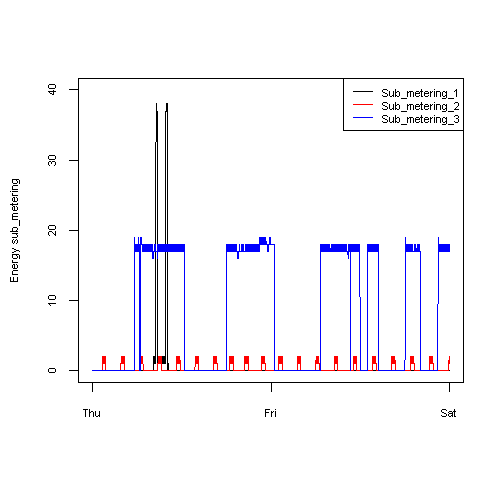 Sub_metering_1
Sub_metering_2
Sub_metering_3
Energy sub_metering
40
30
20
10
0
Thu Fri Sat